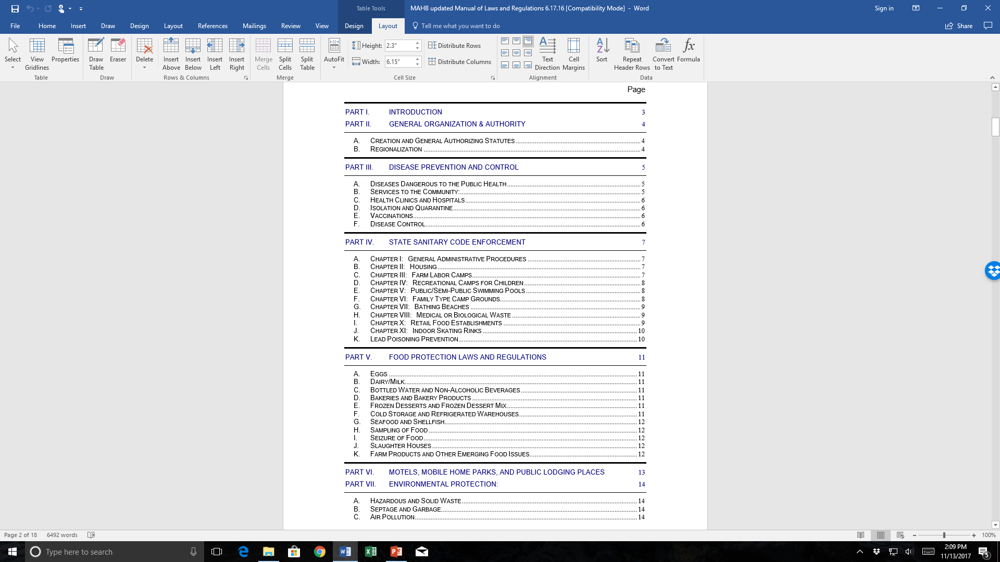 Table Tools
MAHB updated Manual of Laws and Regulations 6.17.16 [Compatibility Mode] - Word
Sign in
File Home Insert Draw Design Layout References Mailings Review View Design Layout Tell me what you want to do Share
Select
View Gridlines
Properties
Draw Table
Eraser
Delete
Insert Above
Insert Below
Insert Left
Insert Right
Merge Cells
Split Cells
Split Table
AutoFit
Height: 2.3"
Width: 6.15"
Distribute Rows
Distribute Columns
Text Direction
Cell Margins
Sort
Repeat Header Rows
Convert to Text
Formula
Table Draw Rows & Columns Merge Cell Size Alignment Data
Page
PART I. INTRODUCTION 3
PART II. GENERAL ORGANIZATION & AUTHORITY 4
A. CREATION AND GENERAL AUTHORIZING STATUTES 4
B. REGIONALIZATION 4
PART III. DISEASE PREVENTION AND CONTROL 5
A. DISEASES DANGEROUS TO THE PUBLIC HEALTH 5
B. SERVICES TO THE COMMUNITY: 5
C. HEALTH CLINICS AND HOSPITALS 6
D. ISOLATION AND QUARANTINE 6
E. VACCINATIONS 6
F. DISEASE CONTROL 6
PART IV. STATE SANITARY CODE ENFORCEMENT 7
A. CHAPTER I: GENERAL ADMINISTRATIVE PROCEDURES 7
B. CHAPTER II: HOUSING 7
C. CHAPTER III: FARM LABOR CAMPS 7
D. CHAPTER IV: RECREATIONAL CAMPS FOR CHILDREN 8
E. CHAPTER V: PUBLIC/SEMI-PUBLIC SWIMMING POOLS 8
F. CHAPTER VI: FAMILY TYPE CAMP GROUNDS 8
G. CHAPTER VII: BATHING BEACHES 9
H. CHAPTER VIII: MEDICAL OR BIOLOGICAL WASTE 9
I. CHAPTER X: RETAIL FOOD ESTABLISHMENTS 9
J. CHAPTER XI: INDOOR SKATING RINKS 10
K. LEAD POISONING PREVENTION 10
PART V. FOOD PROTECTION LAWS AND REGULATIONS 11
A. EGGS 11
B. DAIRY/MILK 11
C. BOTTLED WATER AND NON-ALCOHOLIC BEVERAGES 11
D. BAKERIES AND BAKERY PRODUCTS 11
E. FROZEN DESSERTS AND FROZEN DESSERT MIX 11
F. COLD STORAGE AND REFRIGERATED WAREHOUSES 11
G. SEAFOOD AND SHELLFISH 12
H. SAMPLING OF FOOD 12
I. SEIZURE OF FOOD 12
J. SLAUGHTER HOUSES 12
K. FARM PRODUCTS AND OTHER EMERGING FOOD ISSUES 12
PART VI. MOTELS, MOBILE HOME PARKS, AND PUBLIC LODGING PLACES 13
PART VII. ENVIRONMENTAL PROTECTION: 14
A. HAZARDOUS AND SOLID WASTE 14
B. SEPTAGE AND GARBAGE 14
C. AIR POLLUTION 14
Page 2 of 18 6492 words 100%
Type here to search
2:09 PM
11/13/2017
5